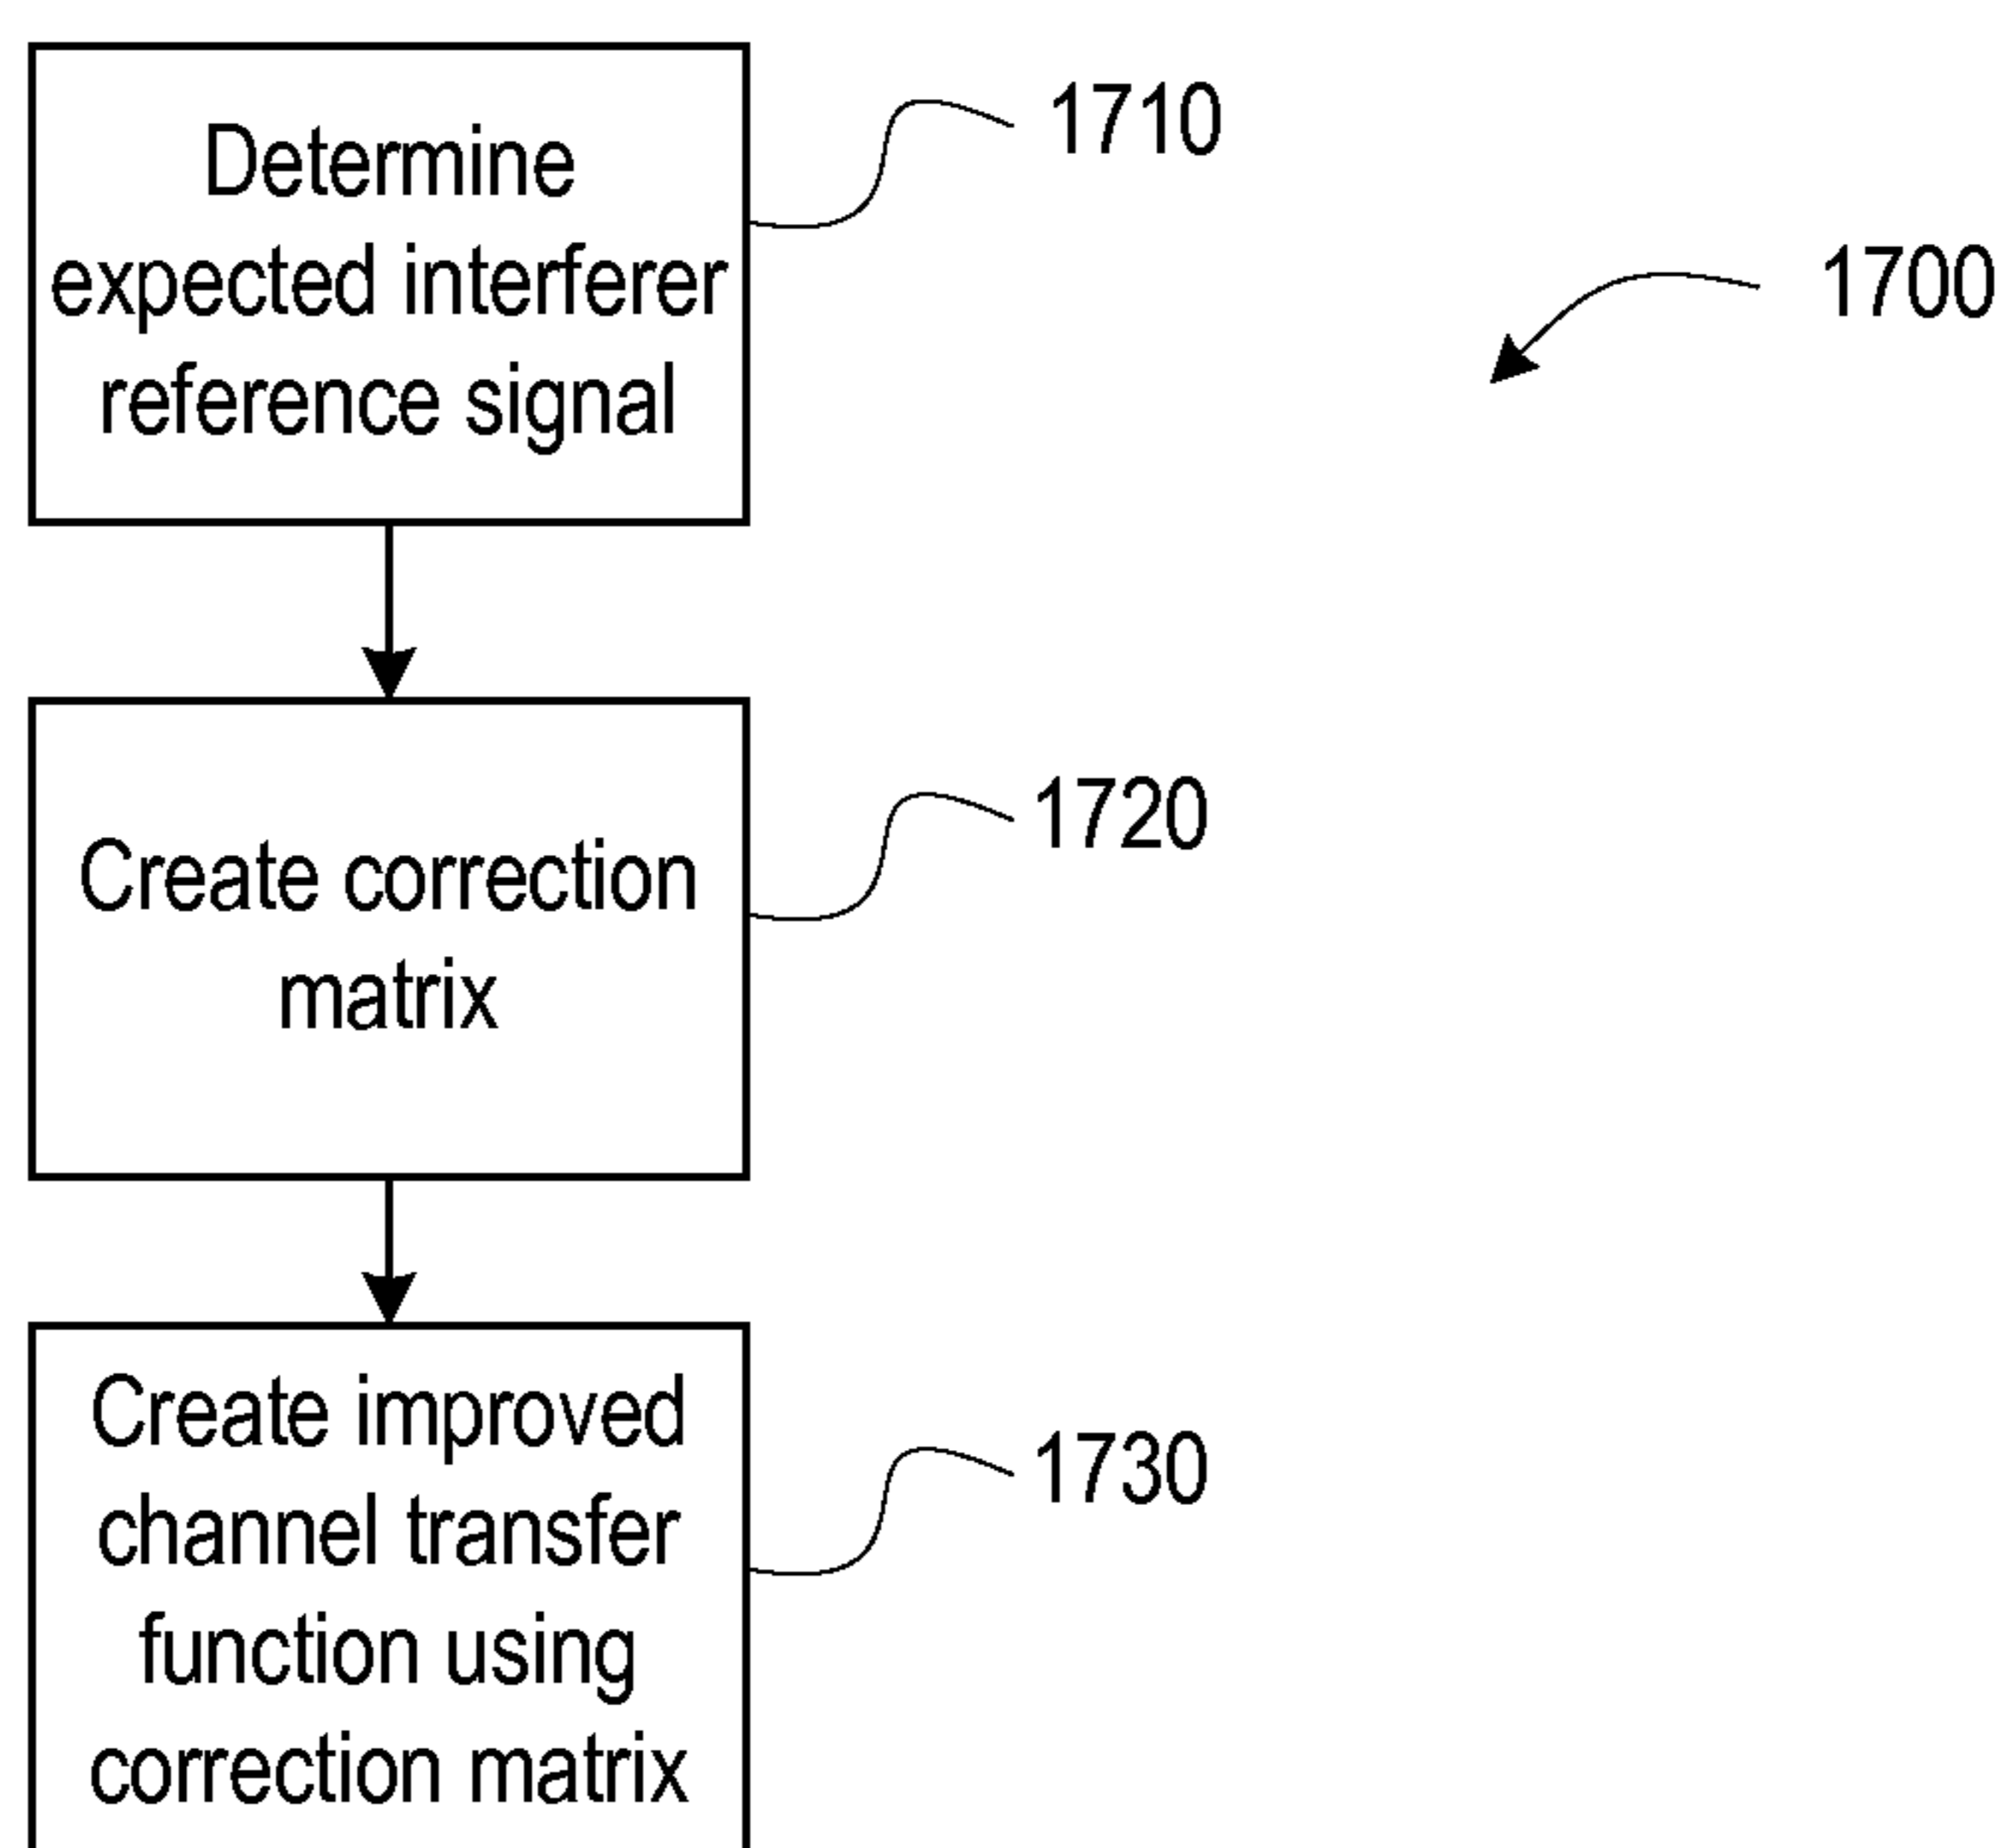 Determine
expected interferer
reference signal
1710
1700
Create correction
matrix
1720
Create improved
channel transfer
function using
correction matrix
1730